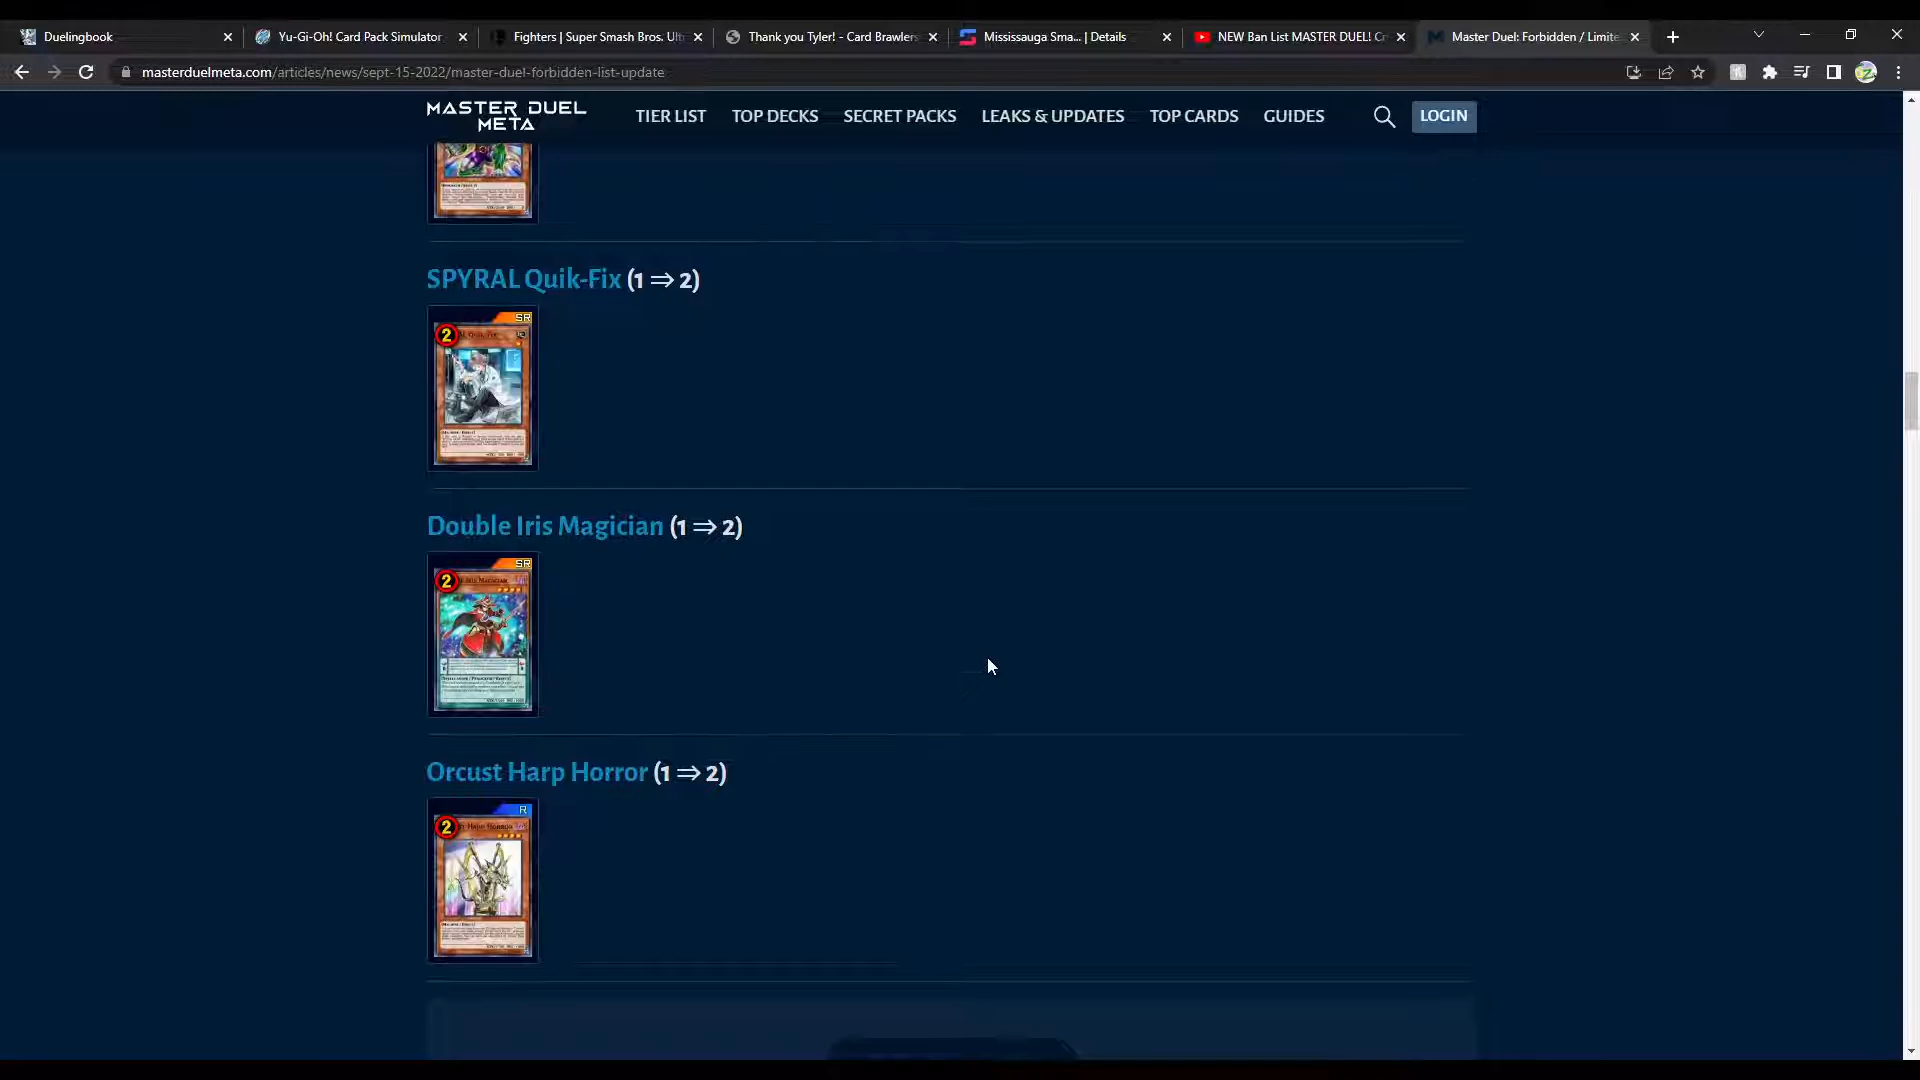 Duelingbook
Yu-Gi-Oh! Card Pack Simulator
Fighters | Super Smash Bros. Ult
Thank you Tyler! - Card Brawlers
Mississauga Sma... | Details
NEW Ban List MASTER DUEL! Cr
Master Duel: Forbidden / Limite
masterduelmeta.com/articles/news/sept-15-2022/master-duel-forbidden-list-update
MASTER DUEL
META
TIER LIST
TOP DECKS
SECRET PACKS
LEAKS & UPDATES
TOP CARDS
GUIDES
LOGIN
SPYRAL Quik-Fix (1 ⇒ 2)
SR
2
Double Iris Magician (1 ⇒ 2)
SR
2
Orcust Harp Horror (1 ⇒ 2)
R
2